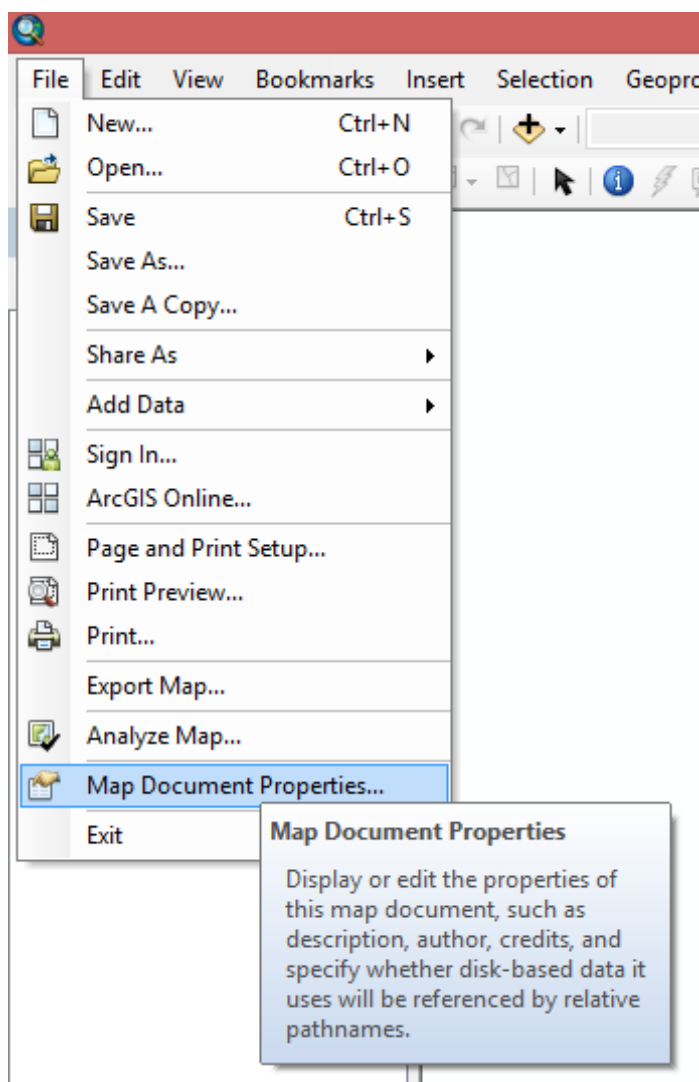 File Edit View Bookmarks Insert Selection
New... Ctrl+N
Open... Ctrl+O
Save Ctrl+S
Save As...
Save A Copy...
Share As
Add Data
Sign In...
ArcGIS Online...
Page and Print Setup...
Print Preview...
Print...
Export Map...
Analyze Map...
Map Document Properties...
Exit
Map Document Properties
Display or edit the properties of
this map document, such as
description, author, credits, and
specify whether disk-based data it
uses will be referenced by relative
pathnames.